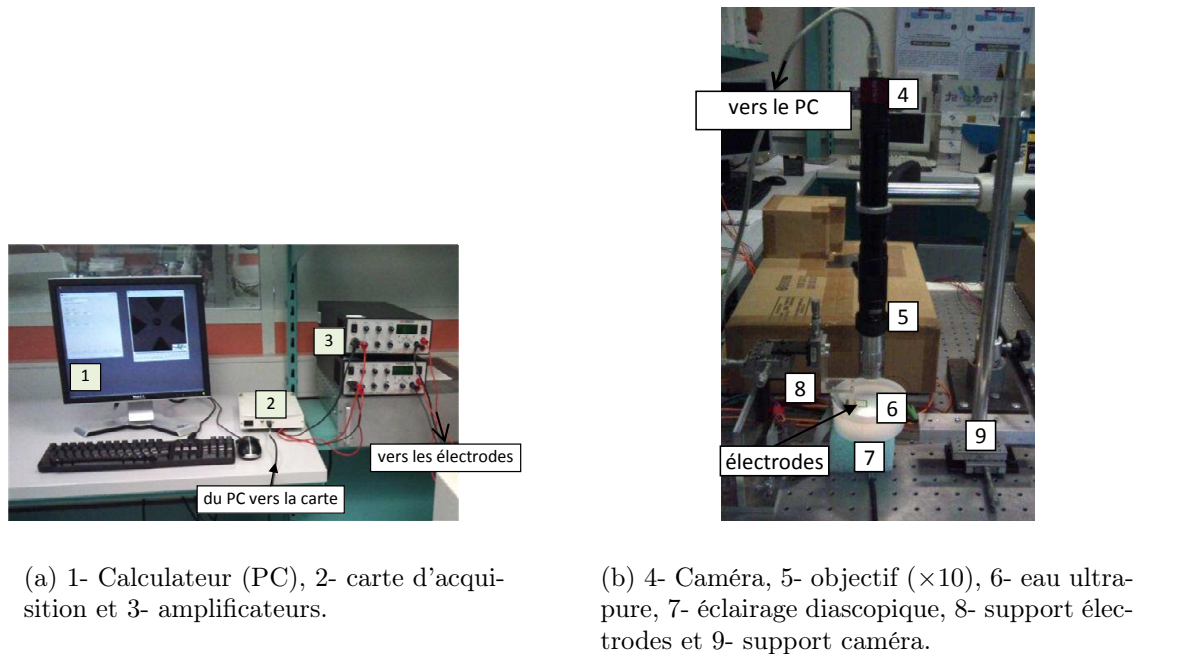 1
2
3
vers les électrodes
du PC vers la carte
vers le PC
4
5
8
6
électrodes
7
9
(a) 1- Calculateur (PC), 2- carte d'acqui-
sition et 3- amplificateurs.
(b) 4- Caméra, 5- objectif (×10), 6- eau ultra-
pure, 7- éclairage diascopique, 8- support élec-
trodes et 9- support caméra.